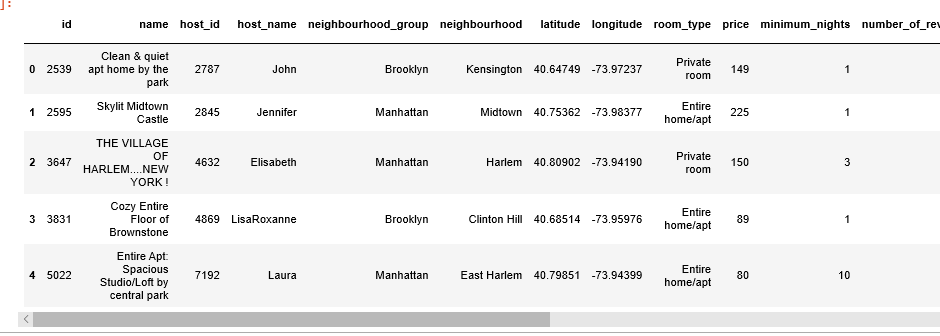 ]:
id name host_id host_name neighbourhood_group neighbourhood latitude longitude room_type price minimum_nights number_of_rev
Clean & quiet
0 2539 apt home by the 2787 John Brooklyn Kensington 40.64749 -73.97237 Private room 149 1
park
1 2595 Skylit Midtown Castle 2845 Jennifer Manhattan Midtown 40.75362 -73.98377 Entire home/apt 225 1
THE VILLAGE
OF
2 3647 HARLEM....NEW 4632 Elisabeth Manhattan Harlem 40.80902 -73.94190 Private room 150 3
YORK !
Cozy Entire
3 3831 Floor of 4869 LisaRoxanne Brooklyn Clinton Hill 40.68514 -73.95976 Entire home/apt 89 1
Brownstone
Entire Apt:
4 5022 Spacious Studio/Loft by 7192 Laura Manhattan East Harlem 40.79851 -73.94399 Entire home/apt 80 10
central park